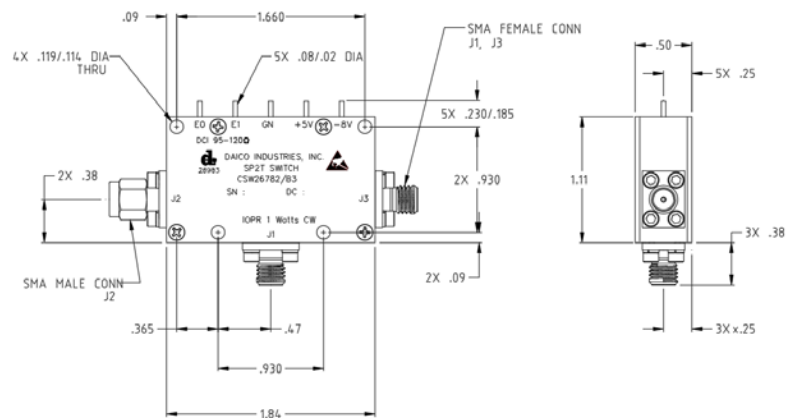 .09
1.660
.50
SMA FEMALE CONN
J1, J3
4X .119/.114 DIA
THRU
5X .08/.02 DIA
5X .25
E0 E1 GN +5V -8V
5X .230/.185
DCI 95-120Ω
DAICO INDUSTRIES, INC.
28983
SP2T SWITCH
CSW26782/B3
SN : DC :
2X .38
2X .930
1.11
J2
J3
IOPR 1 Watts CW
J1
3X .38
SMA MALE CONN
J2
2X .09
.365
.47
3X x.25
.930
1.84